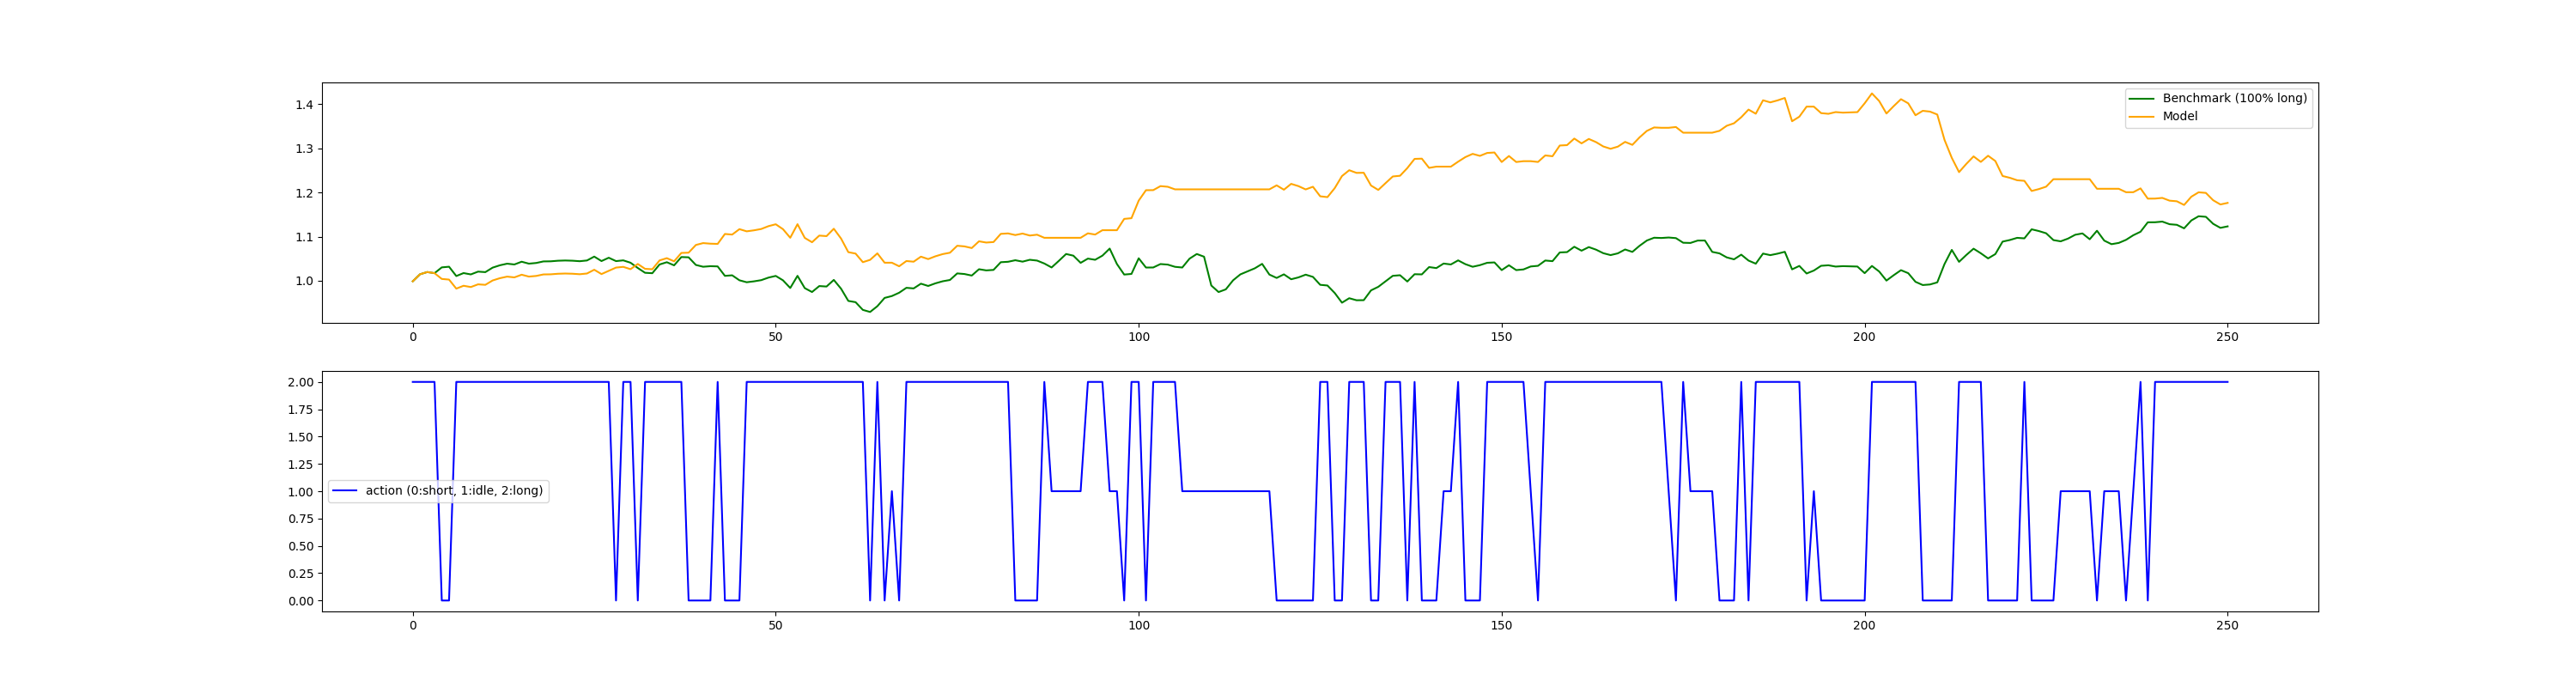 1.4
1.3
1.2
1.1
1.0
Benchmark (100% long)
Model
0 50 100 150 200 250
2.00
1.75
1.50
1.25
1.00
0.75
0.50
0.25
0.00
action (0:short, 1:idle, 2:long)
0 50 100 150 200 250